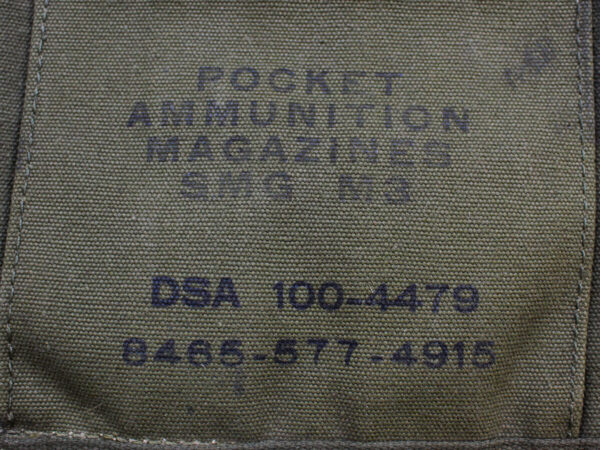 POCKET
AMMUNITION
MAGAZINES
SMG M3
DSA 100-4479
8465-577-4915